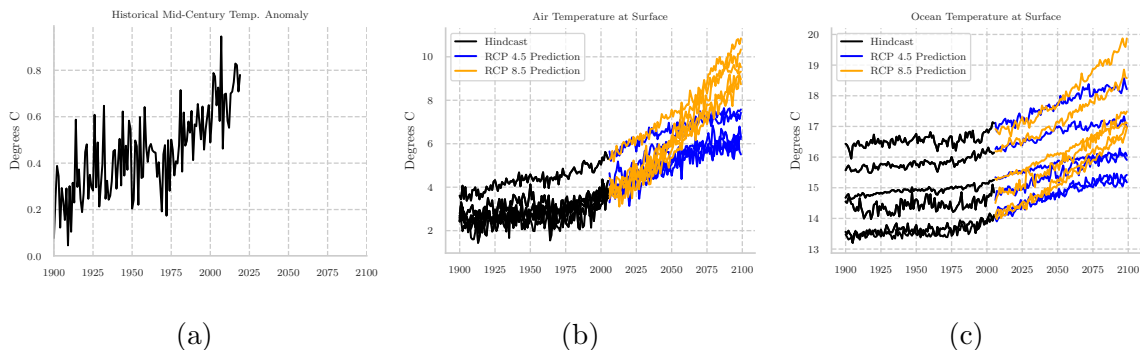 Historical Mid-Century Temp. Anomaly
Degrees C
0.8
0.6
0.4
0.2
0.0
1900 1925 1950 1975 2000 2025 2050 2075 2100
(a)
Air Temperature at Surface
Hindcast
RCP 4.5 Prediction
RCP 8.5 Prediction
Degrees C
10
8
6
4
2
1900 1925 1950 1975 2000 2025 2050 2075 2100
(b)
Ocean Temperature at Surface
Hindcast
RCP 4.5 Prediction
RCP 8.5 Prediction
Degrees C
20
19
18
17
16
15
14
13
1900 1925 1950 1975 2000 2025 2050 2075 2100
(c)